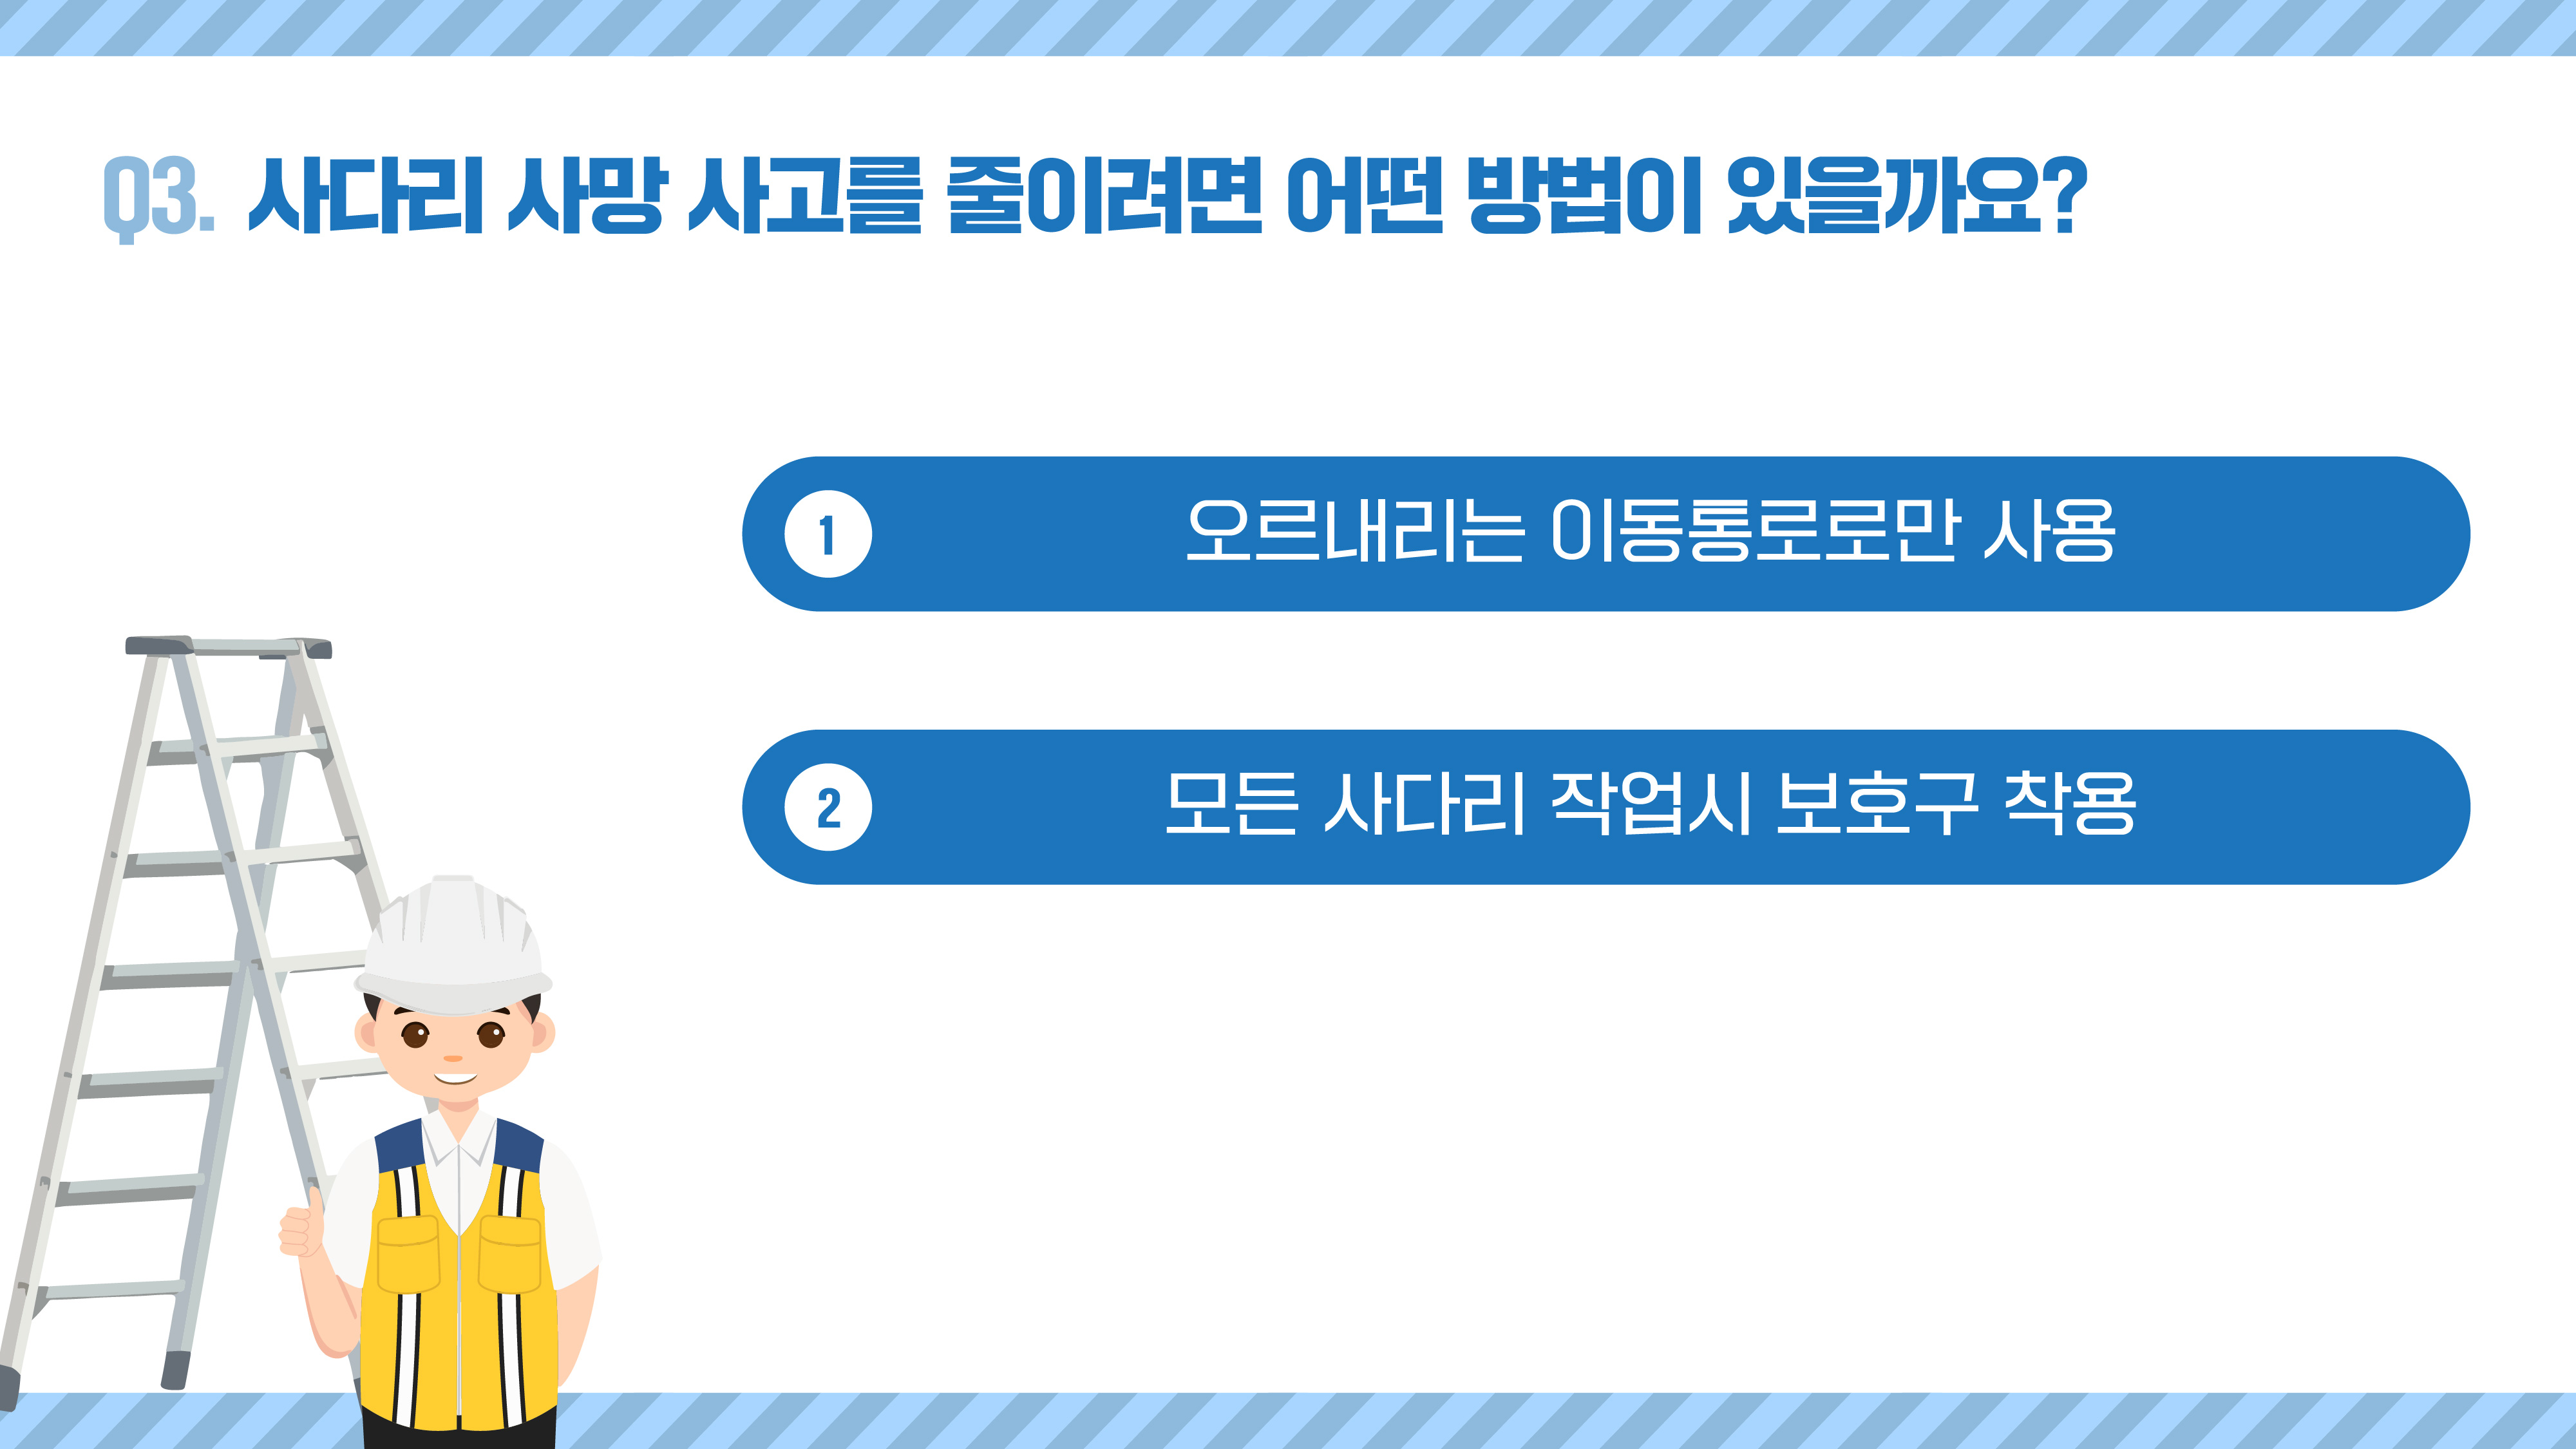 Q3. 사다리 사망 사고를 줄이려면 어떤 방법이 있을까요?
1 오르내리는 이동통로로만 사용
2 모든 사다리 작업시 보호구 착용